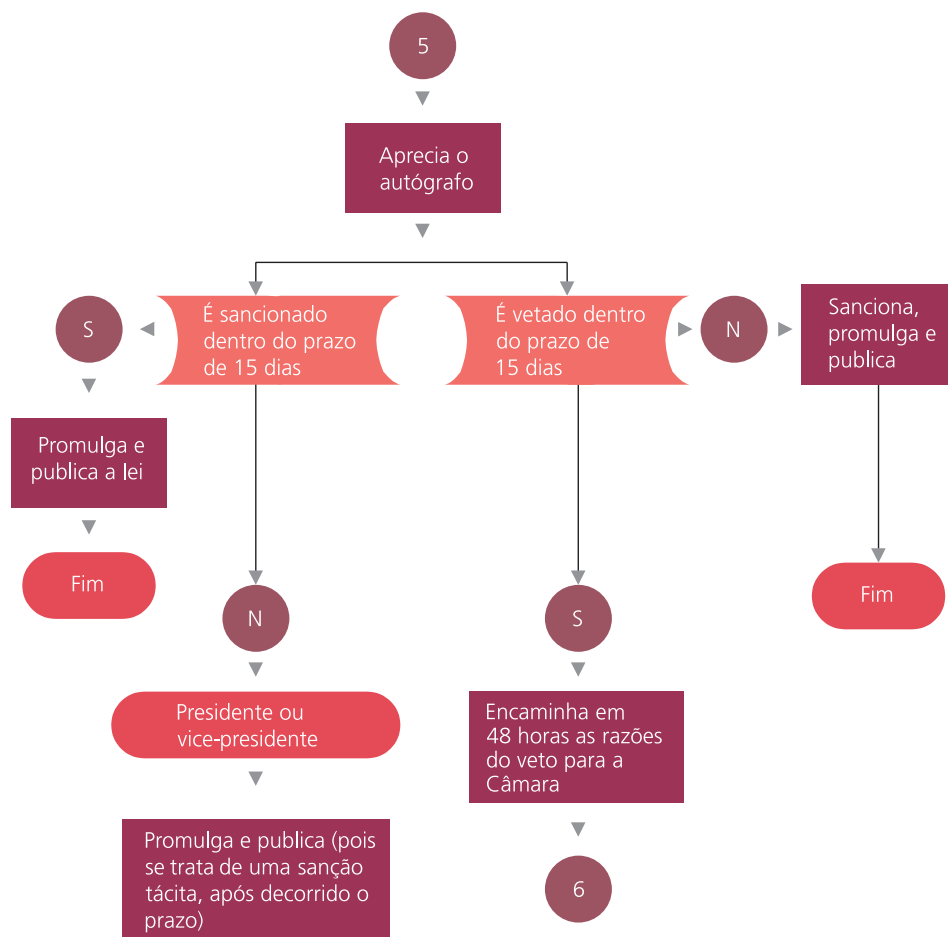 5
Aprecia o
autógrafo
É sancionado
dentro do prazo
de 15 dias
É vetado dentro
do prazo de
15 dias
S
N
Sanciona,
promulga e
publica
Promulga e
publica a lei
Fim
Fim
N
S
Presidente ou
vice-presidente
Encaminha em
48 horas as razões
do veto para a
Câmara
Promulga e publica (pois
se trata de uma sanção
tácita, após decorrido o
prazo)
6